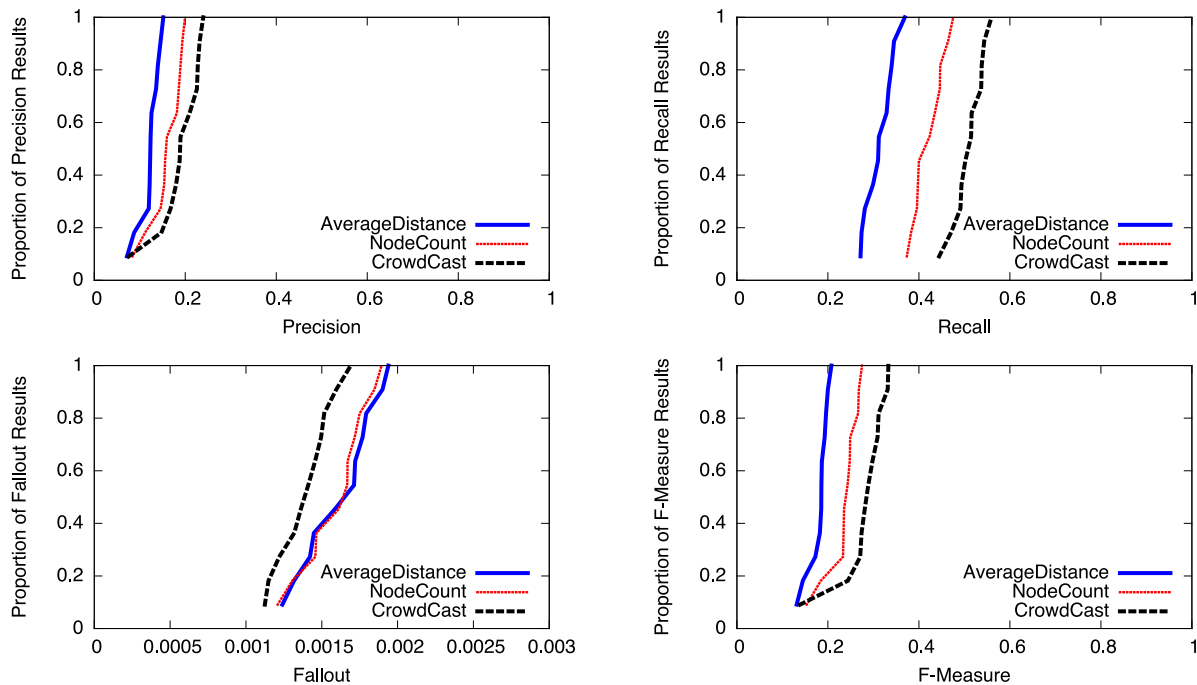 Proportion of Precision Results
1
0.8
0.6
0.4
0.2
0
AverageDistance
NodeCount
CrowdCast
0 0.2 0.4 0.6 0.8 1
Precision
Proportion of Recall Results
1
0.8
0.6
0.4
0.2
0
AverageDistance
NodeCount
CrowdCast
0 0.2 0.4 0.6 0.8 1
Recall
Proportion of Fallout Results
1
0.8
0.6
0.4
0.2
0
AverageDistance
NodeCount
CrowdCast
0 0.0005 0.001 0.0015 0.002 0.0025 0.003
Fallout
Proportion of F-Measure Results
1
0.8
0.6
0.4
0.2
0
AverageDistance
NodeCount
CrowdCast
0 0.2 0.4 0.6 0.8 1
F-Measure